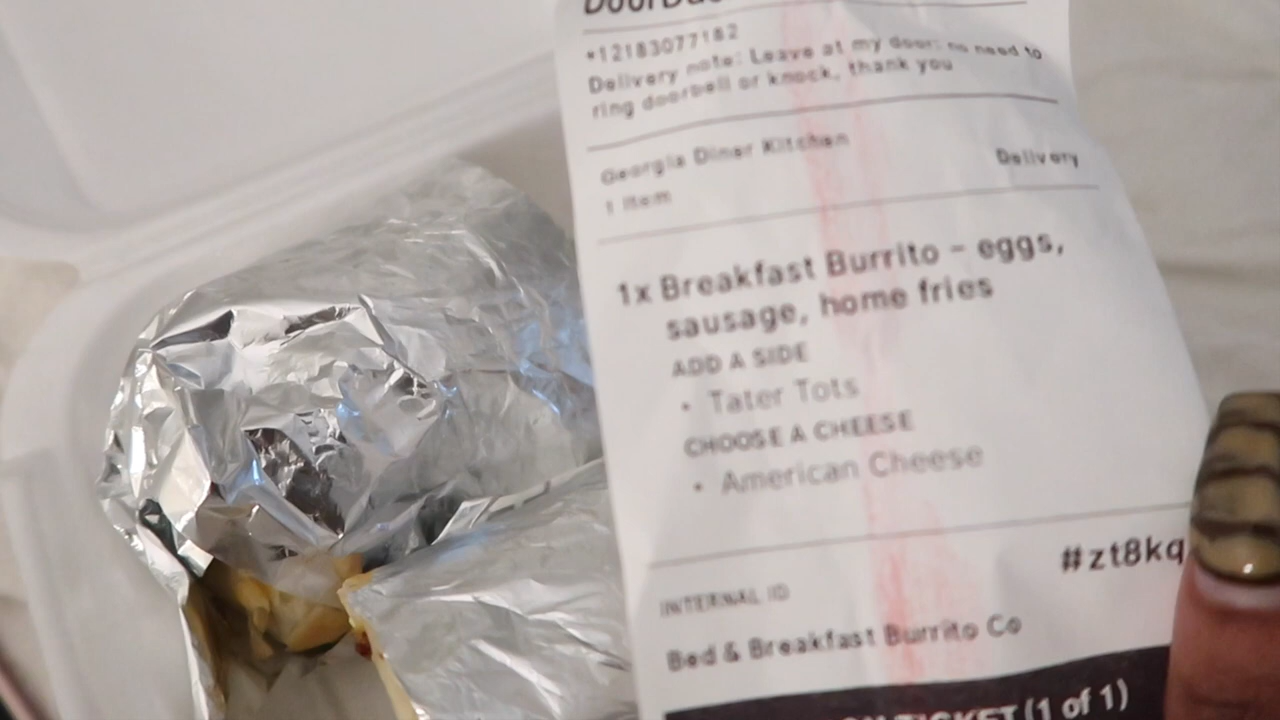 *12183077182
Delivery note: Leave at my door: no need to
ring doorbell or knock, thank you
Georgia Diner Kitchen
Delivery
1 Item
1x Breakfast Burrito - eggs,
sausage, home fries
ADD A SIDE
• Tater Tots
CHOOSE A CHEESE
• American Cheese
#zt8kq
INTERNAL ID
Bed & Breakfast Burrito Co
TICKET (1 of 1)